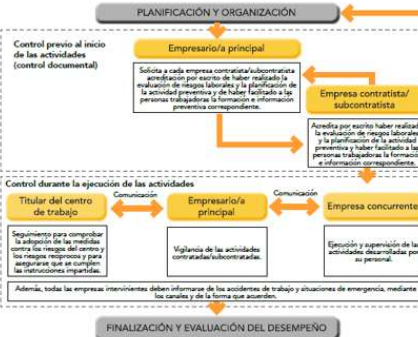 PLANIFICACIÓN Y ORGANIZACIÓN
Control previo al inicio
de las actividades
(control documental)
Empresario/a principal
Solicita a cada empresa contratista/subcontratista
acreditación por escrito de haber realizado la
evaluación de riesgos laborales y la planificación de
la actividad preventiva y de haber facilitado a las
personas trabajadoras la formación e información
preventiva correspondiente.
Empresa contratista/
subcontratista
Acredita por escrito haber realizado
la evaluación de riesgos laborales
y la planificación de la actividad
preventiva y haber facilitado a las
personas trabajadoras la formación
e información correspondiente.
Control durante la ejecución de las actividades
Titular del centro
de trabajo
Comunicación
Empresario/a
principal
Comunicación
Empresa concurrente
Seguimiento para comprobar
la adopción de las medidas
contra los riesgos del centro y
los riesgos recíprocos y para
asegurarse que se cumplen
las instrucciones impartidas.
Vigilancia de las actividades
contratadas/subcontratadas.
Ejecución y supervisión de las
actividades desarrolladas por
su personal.
Además, todas las empresas intervinientes deben informarse de los accidentes de trabajo y situaciones de emergencia, mediante
los canales y de la forma que acuerden.
FINALIZACIÓN Y EVALUACIÓN DEL DESEMPEÑO